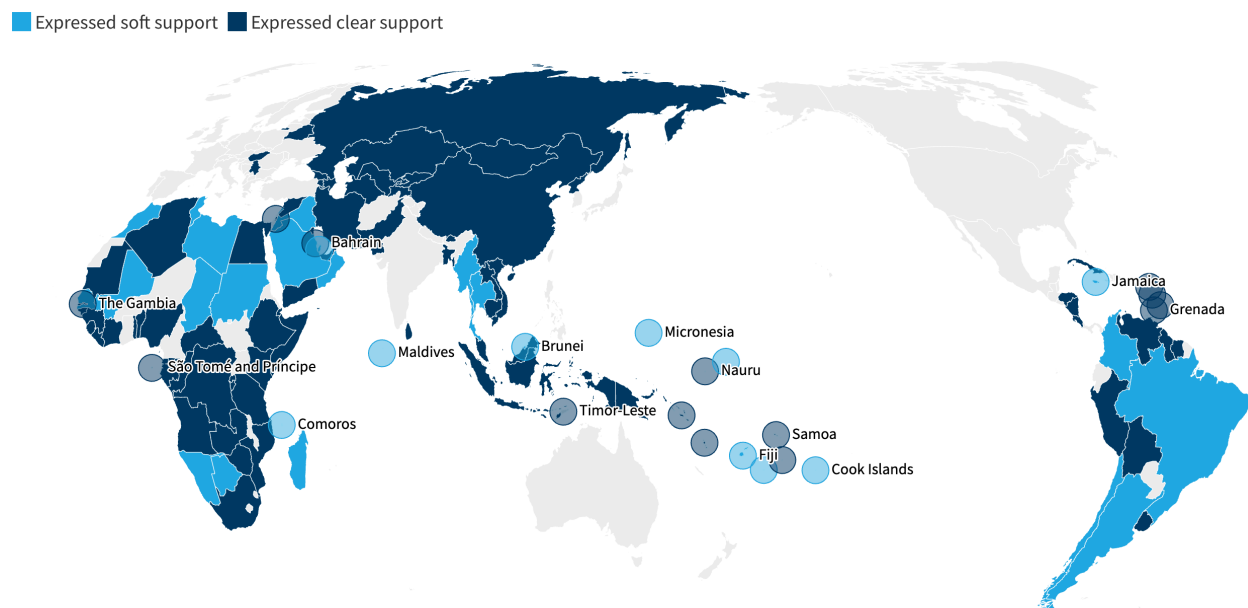 Expressed soft support Expressed clear support
Bahrain
Jamaica
The Gambia
Grenada
Micronesia
Brunei
Maldives
São Tomé and Príncipe
Nauru
Timor-Leste
Comoros
Samoa
Fiji
Cook Islands